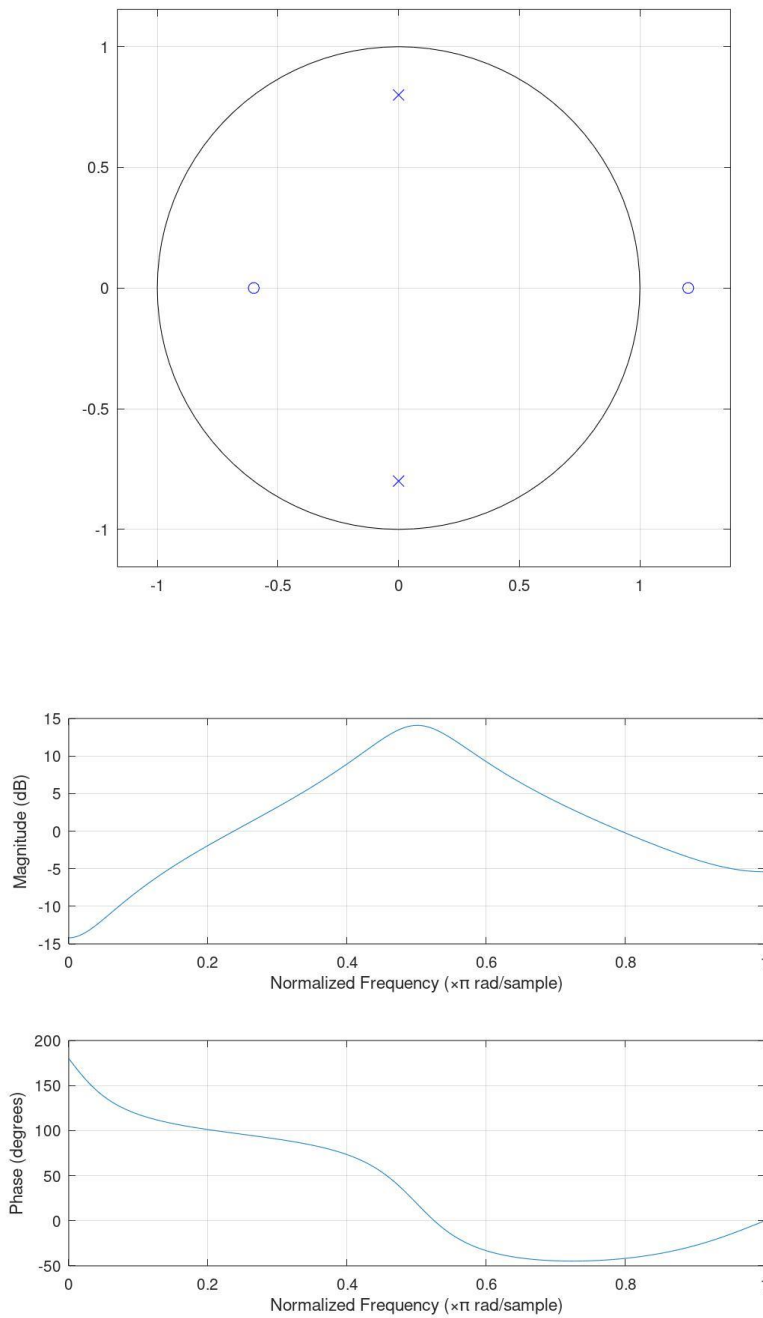 1
0.5
0
-0.5
-1
-1 -0.5 0 0.5 1
15
10
5
0
-5
-10
-15
Magnitude (dB)
0 0.2 0.4 0.6 0.8 1
Normalized Frequency (×π rad/sample)
200
150
100
50
0
-50
Phase (degrees)
0 0.2 0.4 0.6 0.8 1
Normalized Frequency (×π rad/sample)